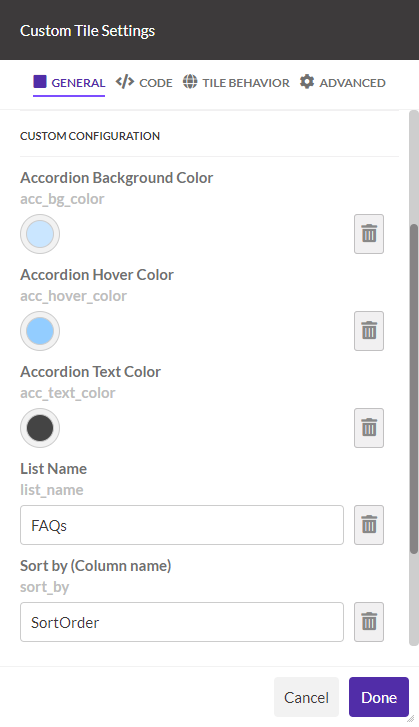 Custom Tile Settings
GENERAL </> CODE TILE BEHAVIOR ADVANCED
CUSTOM CONFIGURATION
Accordion Background Color
acc_bg_color
Accordion Hover Color
acc_hover_color
Accordion Text Color
acc_text_color
List Name
list_name
FAQs
Sort by (Column name)
sort_by
SortOrder
Cancel Done